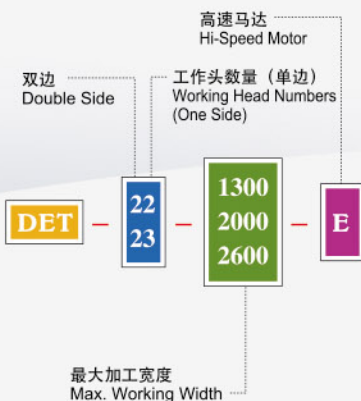 高速马达
Hi-Speed Motor
双边
Double Side
工作头数量（单边）
Working Head Numbers
(One Side)
DET — 22 — 1300 — E
23 2000
2600
最大加工宽度
Max. Working Width